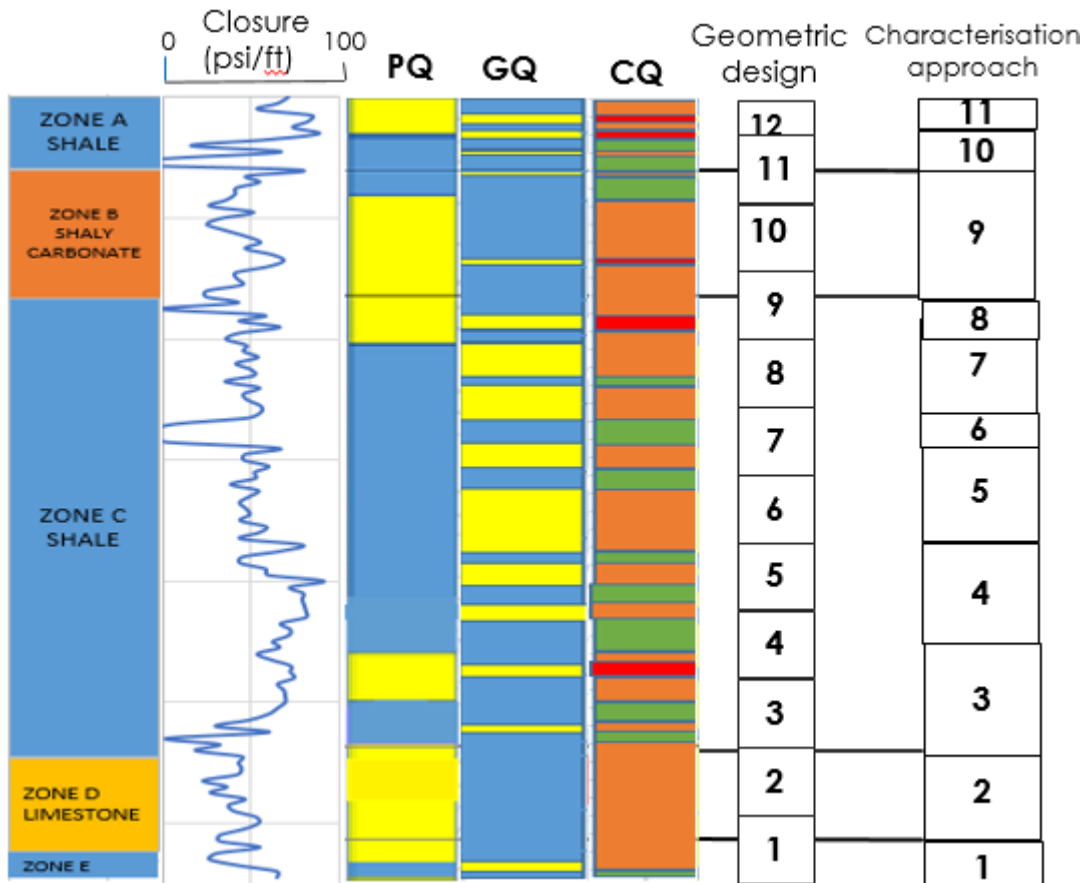 Closure
(psi/ft)
0
100
PQ
GQ
CQ
Geometric
design
Characterisation
approach
ZONE A
SHALE
ZONE B
SHALY
CARBONATE
ZONE C
SHALE
ZONE D
LIMESTONE
ZONE E
12
11
10
9
8
7
6
5
4
3
2
1
11
10
9
8
7
6
5
4
3
2
1